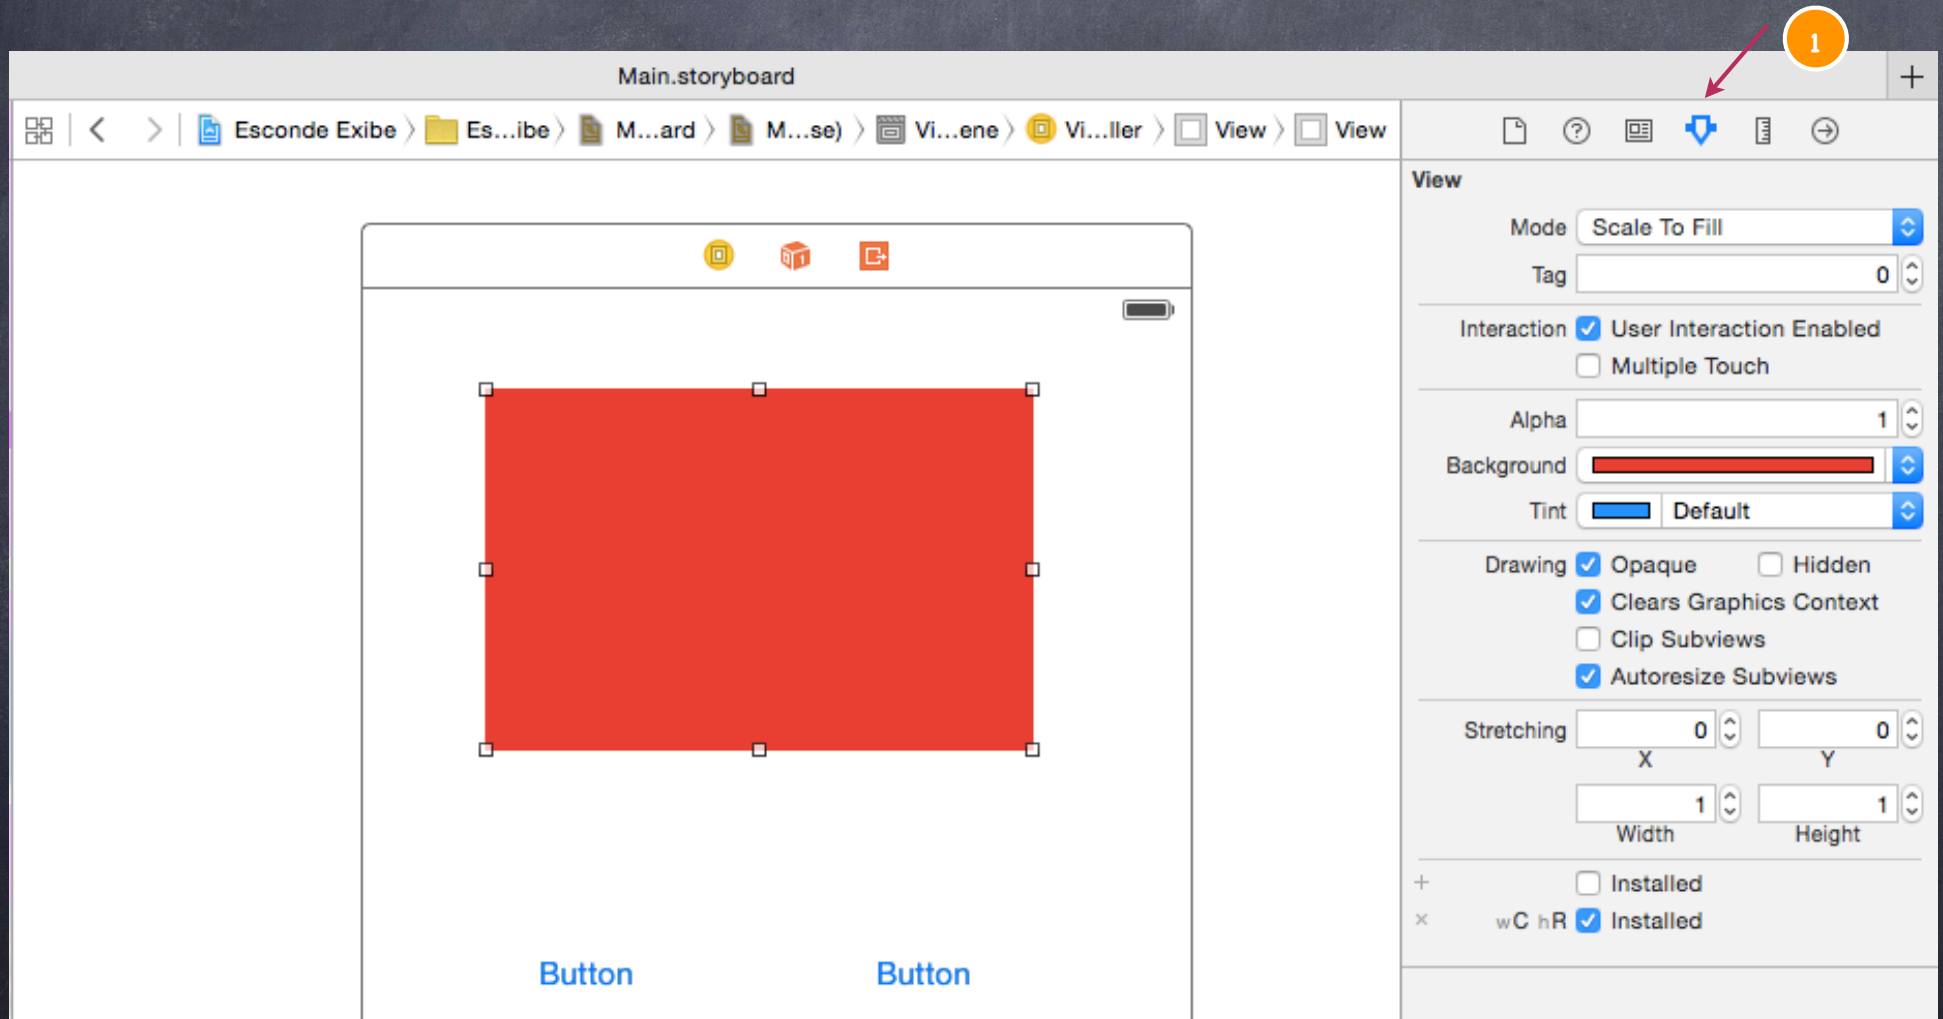 1
Main.storyboard
Esconde Exibe
Es...ibe
M...ard
M...se)
Vi...ene
Vi...ller
View
View
View
Mode Scale To Fill
Tag 0
Interaction User Interaction Enabled
Multiple Touch
Alpha 1
Background
Tint Default
Drawing Opaque Hidden
Clears Graphics Context
Clip Subviews
Autoresize Subviews
Stretching 0 0
X Y
1 1
Width Height
+ Installed
× wC hR Installed
Button Button